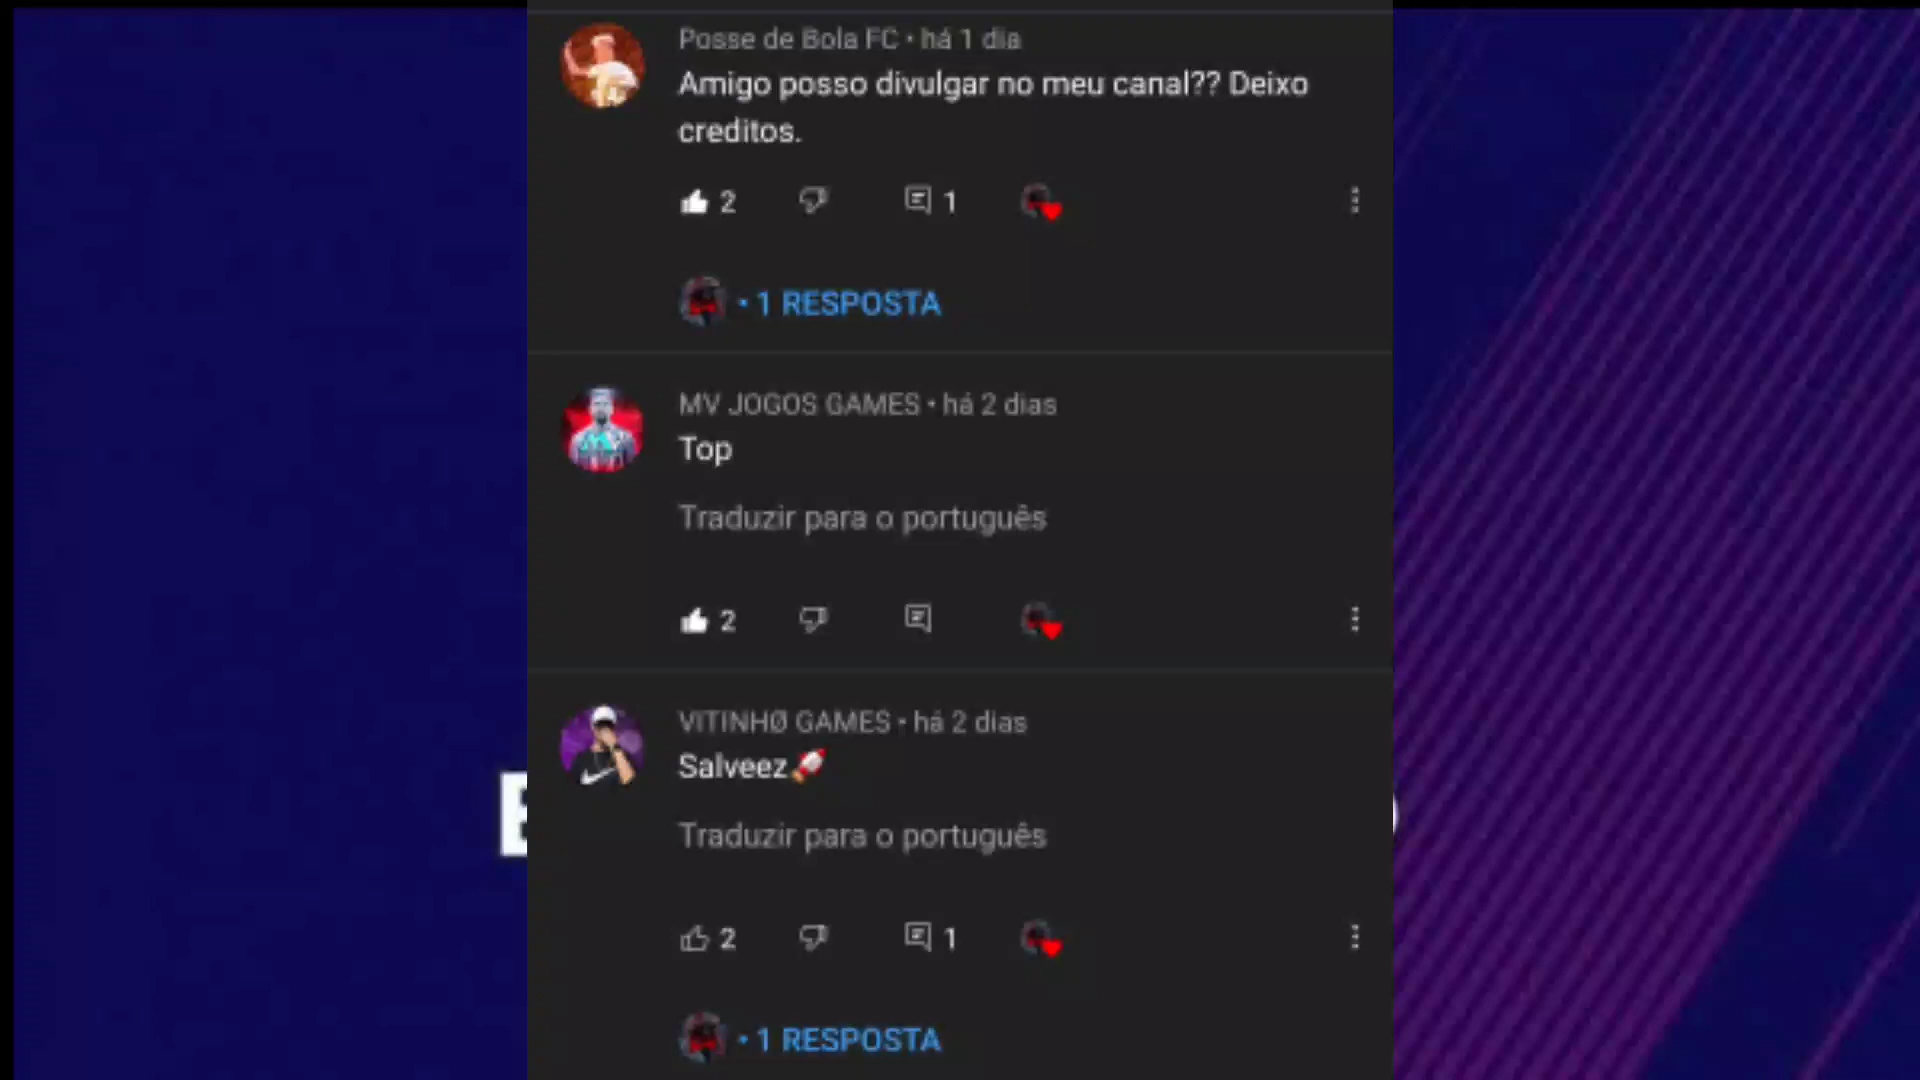 Posse de Bola FC • há 1 dia
Amigo posso divulgar no meu canal?? Deixo
creditos.
2 1
• 1 RESPOSTA
MV JOGOS GAMES • há 2 dias
Top
Traduzir para o português
2
VITINHØ GAMES • há 2 dias
Salveez🚀
Traduzir para o português
2 1
• 1 RESPOSTA